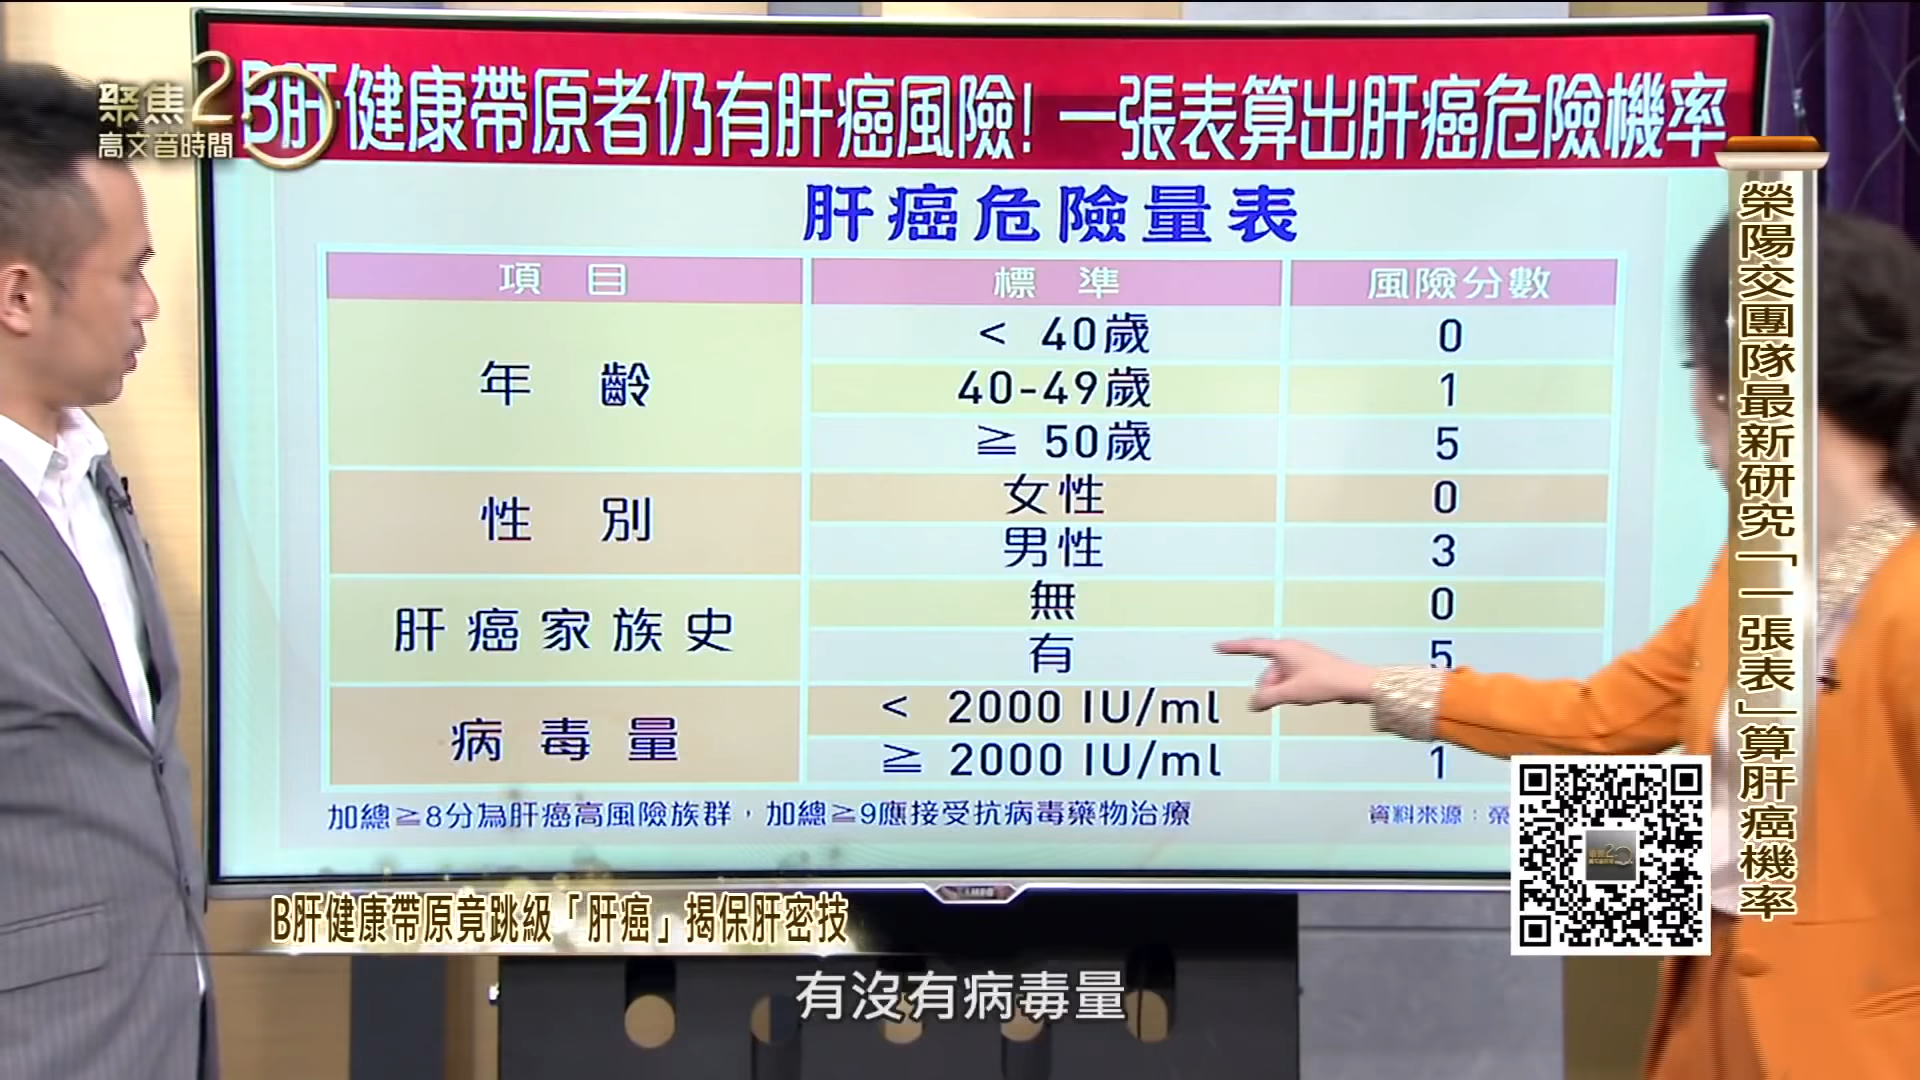 聚焦2.0
高文音時間
B肝健康帶原者仍有肝癌風險! 一張表算出肝癌危險機率
肝癌危險量表
項 目 標 準 風險分數
年 齡
< 40歲 0
40-49歲 1
≧ 50歲 5
性 別
女性 0
男性 3
肝癌家族史
無 0
有 5
病毒量
< 2000 IU/ml
≧ 2000 IU/ml 1
加總≧8分為肝癌高風險族群,加總≧9應接受抗病毒藥物治療
資料來源:榮
榮陽交團隊最新研究「一張表」算肝癌機率
B肝健康帶原竟跳級「肝癌」揭保肝密技
有沒有病毒量